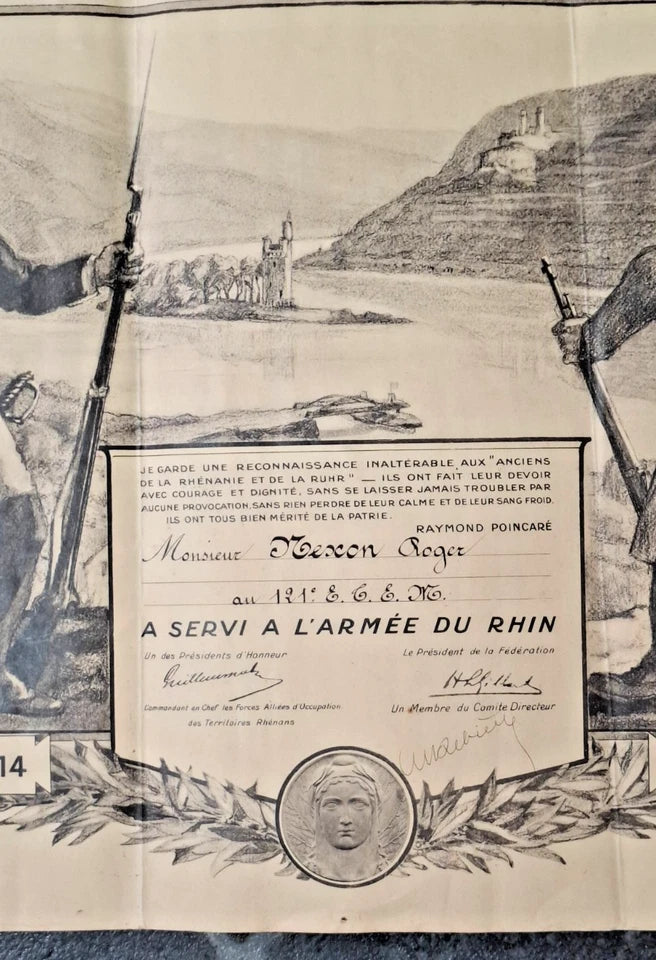 JE GARDE UNE RECONNAISSANCE INALTÉRABLE AUX "ANCIENS
DE LA RHÉNANIE ET DE LA RUHR" — ILS ONT FAIT LEUR DEVOIR
AVEC COURAGE ET DIGNITÉ, SANS SE LAISSER JAMAIS TROUBLER PAR
AUCUNE PROVOCATION, SANS RIEN PERDRE DE LEUR CALME ET DE LEUR SANG FROID.
ILS ONT TOUS BIEN MÉRITÉ DE LA PATRIE.
RAYMOND POINCARÉ
Monsieur Nexon Roger
au 121e E. C. E. M.
A SERVI A L'ARMÉE DU RHIN
Un des Présidents d'Honneur
Le Président de la Fédération
Guillaumat
Commandant en Chef les Forces Alliées d'Occupation
des Territoires Rhénans
Un Membre du Comite Directeur
14